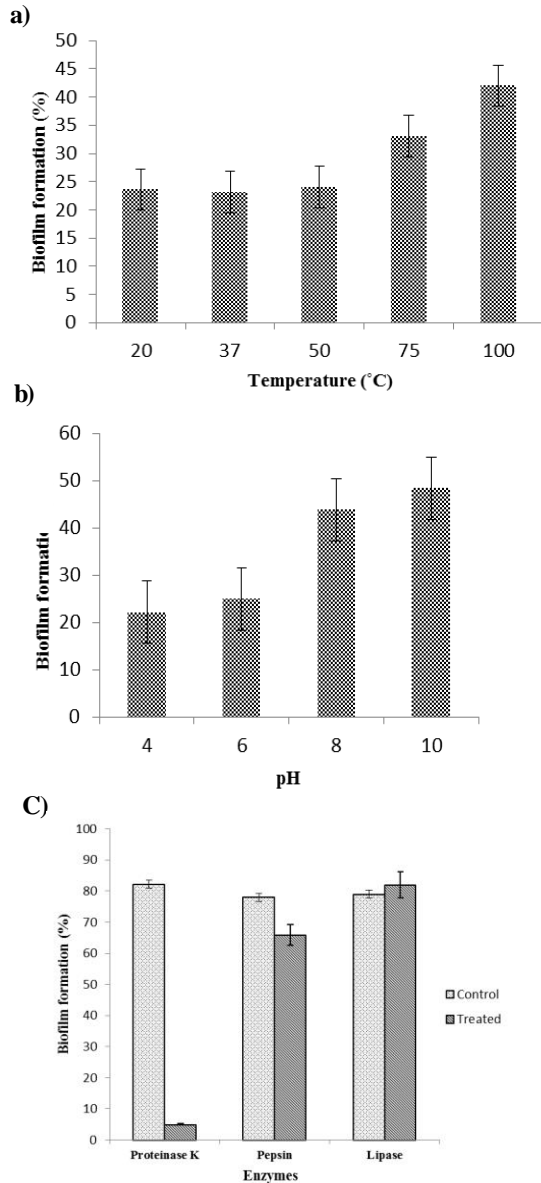 a)
50
45
40
35
30
25
20
15
10
5
0
Biofilm formation (%)
20 37 50 75 100
Temperature (˚C)
b)
60
50
40
30
20
10
0
Biofilm formatic
4 6 8 10
pH
C)
100
90
80
70
60
50
40
30
20
10
0
Biofilm formation (%)
Control
Treated
Proteinase K Pepsin Lipase
Enzymes